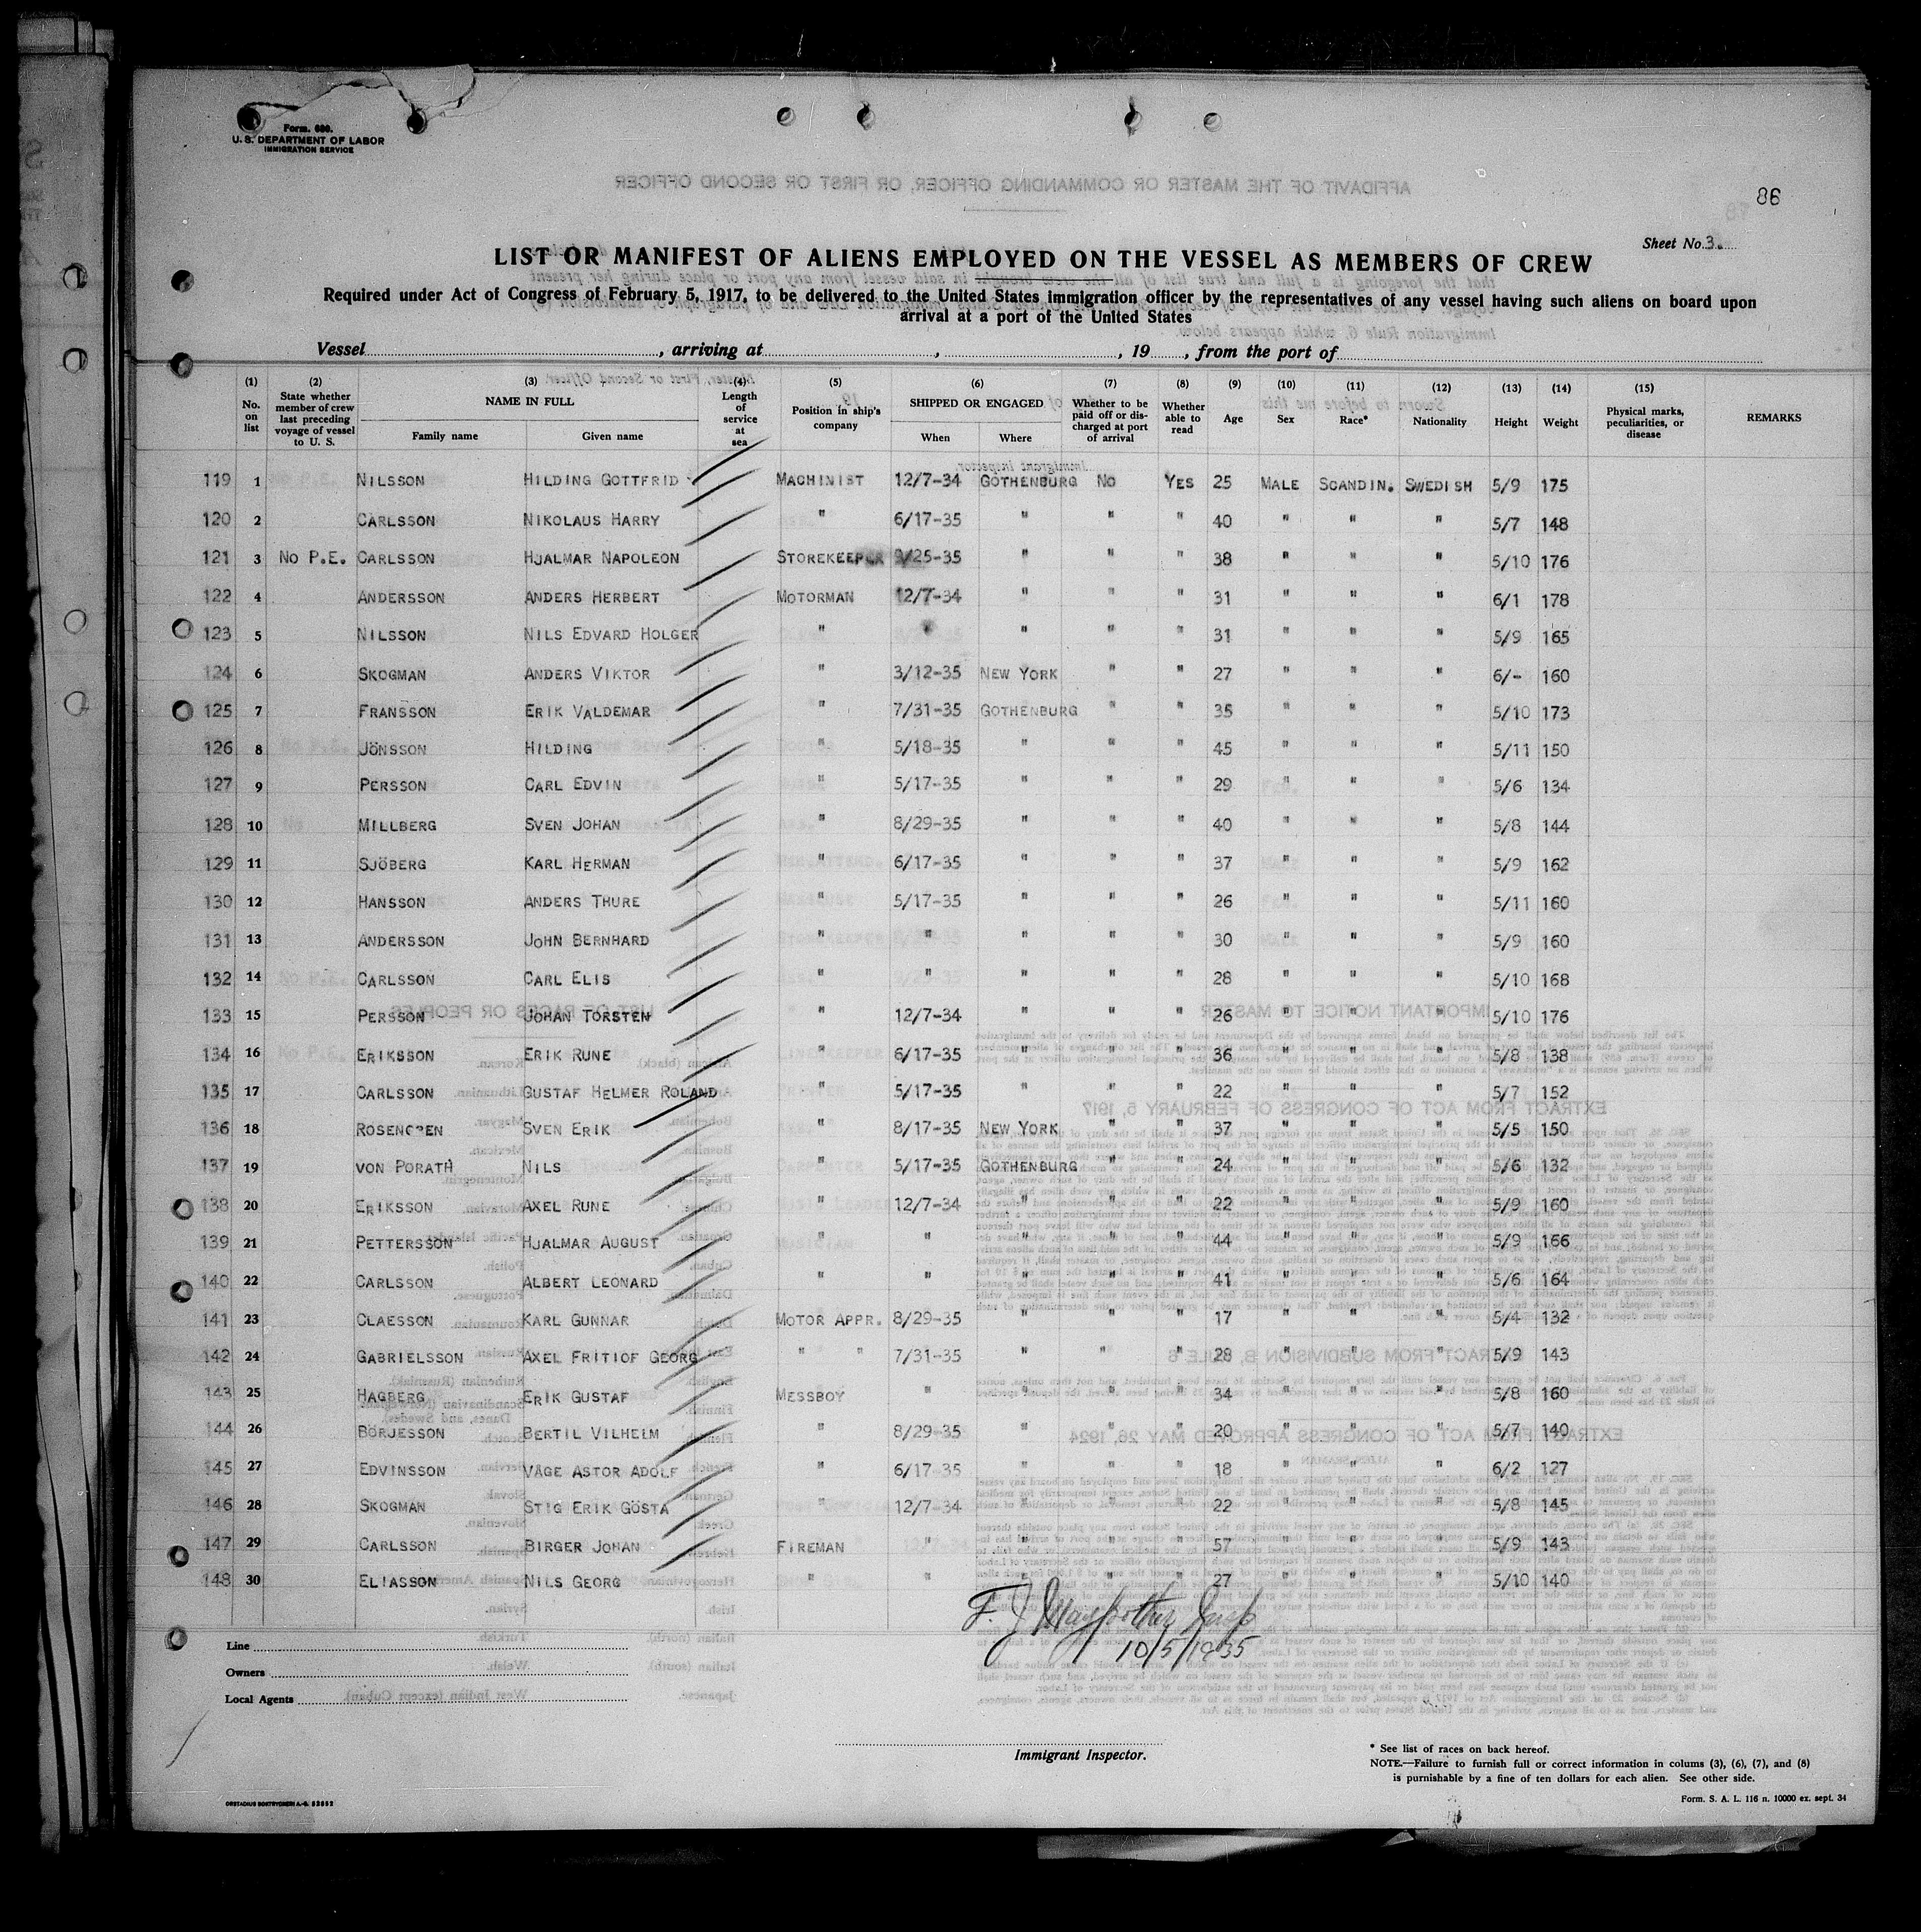 Form. 680.
U. S. DEPARTMENT OF LABOR
IMMIGRATION SERVICE
AFFIDAVIT OF THE MASTER OR COMMANDING OFFICER, OR FIRST OR SECOND OFFICER
86
Sheet No. 3.
LIST OR MANIFEST OF ALIENS EMPLOYED ON THE VESSEL AS MEMBERS OF CREW
Required under Act of Congress of February 5, 1917, to be delivered to the United States immigration officer by the representatives of any vessel having such aliens on board upon
arrival at a port of the United States
Vessel , arriving at , , 19 , from the port of
(1) No. on list (2) State whether member of crew last preceding voyage of vessel to U. S. (3) NAME IN FULL Family name Given name (4) Length of service at sea (5) Position in ship's company (6) SHIPPED OR ENGAGED When Where (7) Whether to be paid off or discharged at port of arrival (8) Whether able to read (9) Age (10) Sex (11) Race* (12) Nationality (13) Height (14) Weight (15) Physical marks, peculiarities, or disease REMARKS
119 1 NILSSON HILDING GOTTFRID MACHINIST 12/7-34 GOTHENBURG NO YES 25 MALE SCANDIN. SWEDISH 5/9 175
120 2 CARLSSON NIKOLAUS HARRY " 6/17-35 " " " 40 " " " 5/7 148
121 3 NO P.E. CARLSSON HJALMAR NAPOLEON STOREKEEPER 9/25-35 " " " 38 " " " 5/10 176
122 4 ANDERSSON ANDERS HERBERT MOTORMAN 12/7-34 " " " 31 " " " 6/1 178
123 5 NILSSON NILS EDVARD HOLGER " " " " " 31 " " " 5/9 165
124 6 SKOGMAN ANDERS VIKTOR " 3/12-35 NEW YORK " " 27 " " " 6/- 160
125 7 FRANSSON ERIK VALDEMAR " 7/31-35 GOTHENBURG " " 35 " " " 5/10 173
126 8 JÖNSSON HILDING " 5/18-35 " " " 45 " " " 5/11 150
127 9 PERSSON CARL EDVIN " 5/17-35 " " " 29 " " " 5/6 134
128 10 MILLBERG SVEN JOHAN " 8/29-35 " " " 40 " " " 5/8 144
129 11 SJÖBERG KARL HERMAN " 6/17-35 " " " 37 " " " 5/9 162
130 12 HANSSON ANDERS THURE " 5/17-35 " " " 26 " " " 5/11 160
131 13 ANDERSSON JOHN BERNHARD " " " " " 30 " " " 5/9 160
132 14 CARLSSON CARL ELIS " " " " " 28 " " " 5/10 168
133 15 PERSSON JOHAN TORSTEN " 12/7-34 " " " 26 " " " 5/10 176
134 16 ERIKSSON ERIK RUNE " 6/17-35 " " " 36 " " " 5/8 138
135 17 CARLSSON GUSTAF HELMER ROLAND " 5/17-35 " " " 22 " " " 5/7 152
136 18 ROSENGREN SVEN ERIK " 8/17-35 NEW YORK " " 37 " " " 5/5 150
137 19 VON PORATH NILS " 5/17-35 GOTHENBURG " " 24 " " " 5/6 132
138 20 ERIKSSON AXEL RUNE " 12/7-34 " " " 22 " " " 5/9 160
139 21 PETTERSSON HJALMAR AUGUST " " " " " 44 " " " 5/9 166
140 22 CARLSSON ALBERT LEONARD " " " " " 41 " " " 5/6 164
141 23 CLAESSON KARL GUNNAR MOTOR APPR. 8/29-35 " " " 17 " " " 5/4 132
142 24 GABRIELSSON AXEL FRITIOF GEORG " " 7/31-35 " " " 28 " " " 5/9 143
143 25 HAGBERG ERIK GUSTAF MESSBOY " " " " 34 " " " 5/8 160
144 26 BÖRJESSON BERTIL VILHELM " 8/29-35 " " " 20 " " " 5/7 140
145 27 EDVINSSON VÅGE ASTOR ADOLF " 6/17-35 " " " 18 " " " 6/2 127
146 28 SKOGMAN STIG ERIK GÖSTA " 12/7-34 " " " 22 " " " 5/8 145
147 29 CARLSSON BIRGER JOHAN FIREMAN " " " " 57 " " " 5/9 143
148 30 ELIASSON NILS GEORG " " " " " 27 " " " 5/10 140
F. J.
10/5/1935
Line
Owners
Local Agents
Immigrant Inspector.
* See list of races on back hereof.
NOTE.—Failure to furnish full or correct information in colums (3), (6), (7), and (8)
is punishable by a fine of ten dollars for each alien. See other side.
Form. S. A. L. 116 n. 10000 ex. sept. 34